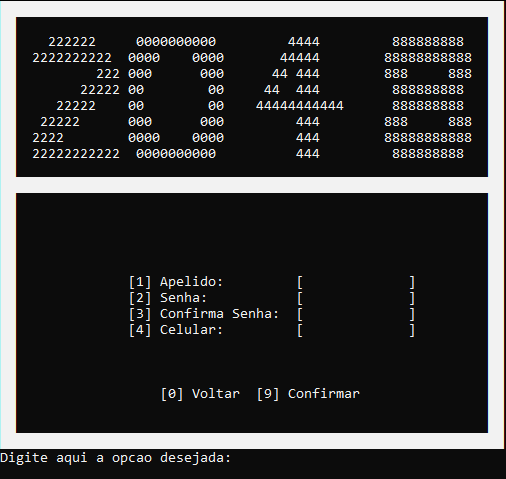 222222     0000000000         4444         888888888
2222222222  0000    0000       44444        88888888888
        222 000      000      44 444        888     888
      22222 00        00     44  444         888888888
   22222    00        00    44444444444      888888888
 22222      000      000        444        888     888
2222        0000    0000        444        88888888888
22222222222  0000000000         444         888888888
[1] Apelido:         [             ]
[2] Senha:           [             ]
[3] Confirma Senha:  [             ]
[4] Celular:         [             ]
[0] Voltar  [9] Confirmar
Digite aqui a opcao desejada: